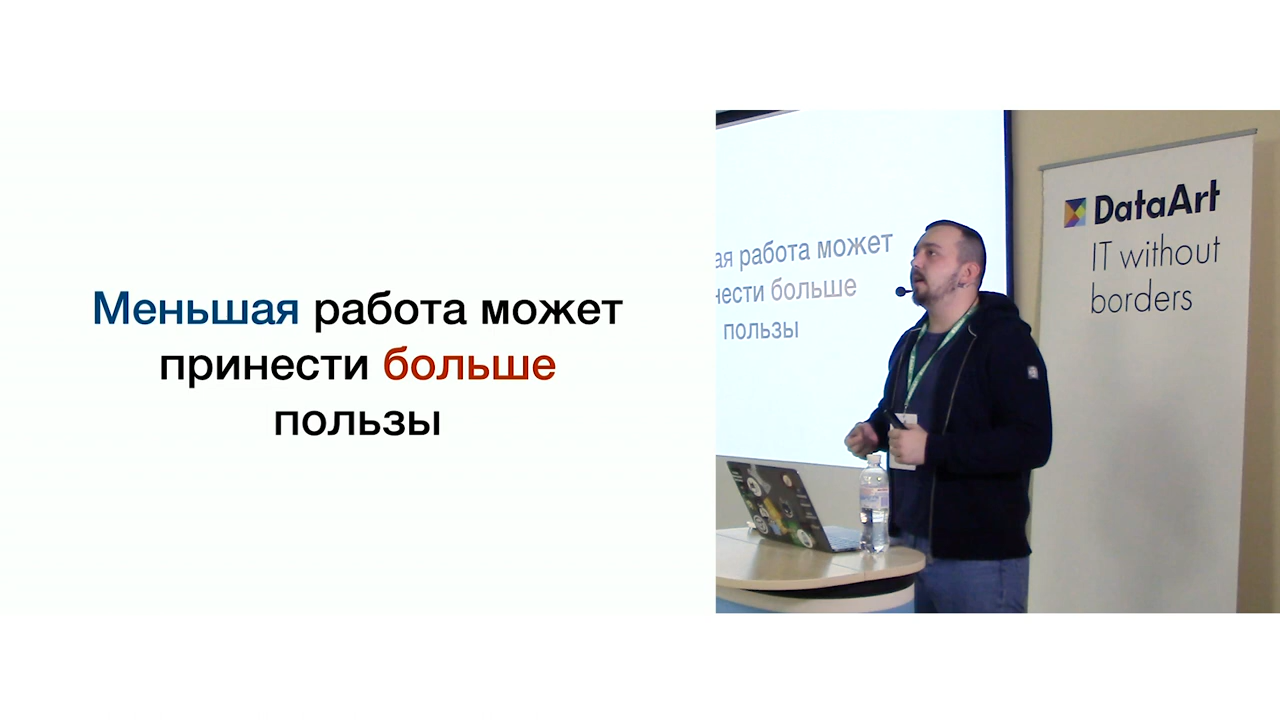 Меньшая работа может
принести больше
пользы
ая работа может
нести больше
пользы
DataArt
IT without
borders